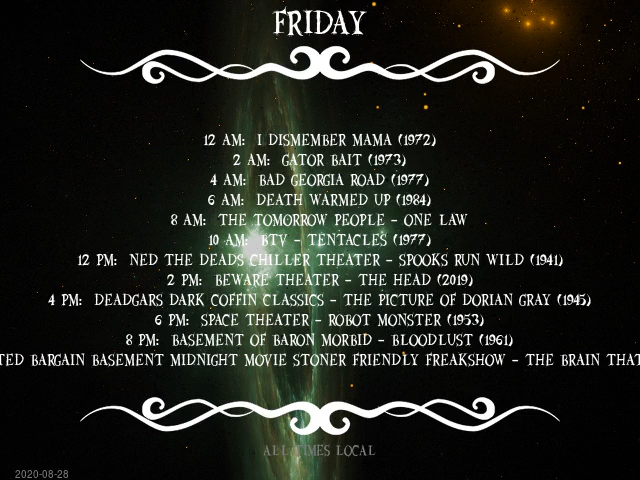 FRIDAY
12 AM: I DISMEMBER MAMA (1972)
2 AM: GATOR BAIT (1973)
4 AM: BAD GEORGIA ROAD (1977)
6 AM: DEATH WARMED UP (1984)
8 AM: THE TOMORROW PEOPLE - ONE LAW
10 AM: BTV - TENTACLES (1977)
12 PM: NED THE DEADS CHILLER THEATER - SPOOKS RUN WILD (1941)
2 PM: BEWARE THEATER - THE HEAD (2019)
4 PM: DEADGARS DARK COFFIN CLASSICS - THE PICTURE OF DORIAN GRAY (1945)
6 PM: SPACE THEATER - ROBOT MONSTER (1953)
8 PM: BASEMENT OF BARON MORBID - BLOODLUST (1961)
TED BARGAIN BASEMENT MIDNIGHT MOVIE STONER FRIENDLY FREAKSHOW - THE BRAIN THAT
ALL TIMES LOCAL
2020-08-28